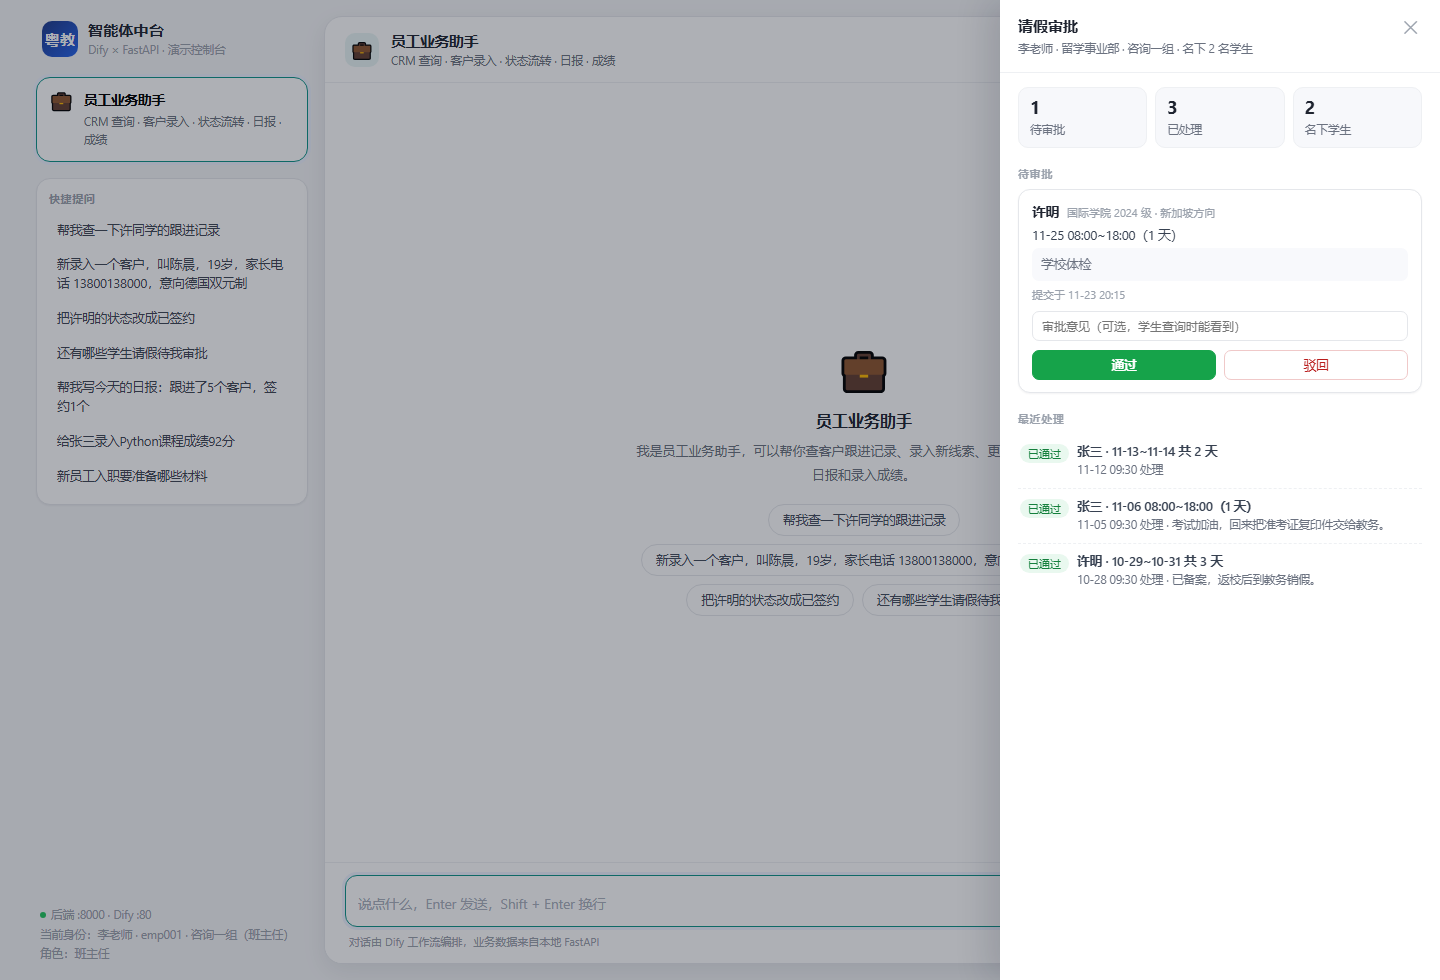 粤教
智能体中台
Dify × FastAPI · 演示控制台
员工业务助手
CRM 查询 · 客户录入 · 状态流转 · 日报 ·
成绩
快捷提问
帮我查一下许同学的跟进记录
新录入一个客户，叫陈晨，19岁，家长电
话 13800138000，意向德国双元制
把许明的状态改成已签约
还有哪些学生请假待我审批
帮我写今天的日报：跟进了5个客户，签
约1个
给张三录入Python课程成绩92分
新员工入职要准备哪些材料
后端 :8000 · Dify :80
当前身份：李老师 · emp001 · 咨询一组（班主任）
角色：班主任
员工业务助手
CRM 查询 · 客户录入 · 状态流转 · 日报 · 成绩
员工业务助手
我是员工业务助手，可以帮你查客户跟进记录、录入新线索、更
日报和录入成绩。
帮我查一下许同学的跟进记录
新录入一个客户，叫陈晨，19岁，家长电话 13800138000，意
把许明的状态改成已签约
还有哪些学生请假待我
说点什么，Enter 发送，Shift + Enter 换行
对话由 Dify 工作流编排，业务数据来自本地 FastAPI
请假审批
李老师 · 留学事业部 · 咨询一组 · 名下 2 名学生
1
待审批
3
已处理
2
名下学生
待审批
许明 国际学院 2024 级 · 新加坡方向
11-25 08:00~18:00（1 天）
学校体检
提交于 11-23 20:15
审批意见（可选，学生查询时能看到）
通过
驳回
最近处理
已通过
张三 · 11-13~11-14 共 2 天
11-12 09:30 处理
已通过
张三 · 11-06 08:00~18:00（1 天）
11-05 09:30 处理 · 考试加油，回来把准考证复印件交给教务。
已通过
许明 · 10-29~10-31 共 3 天
10-28 09:30 处理 · 已备案，返校后到教务销假。